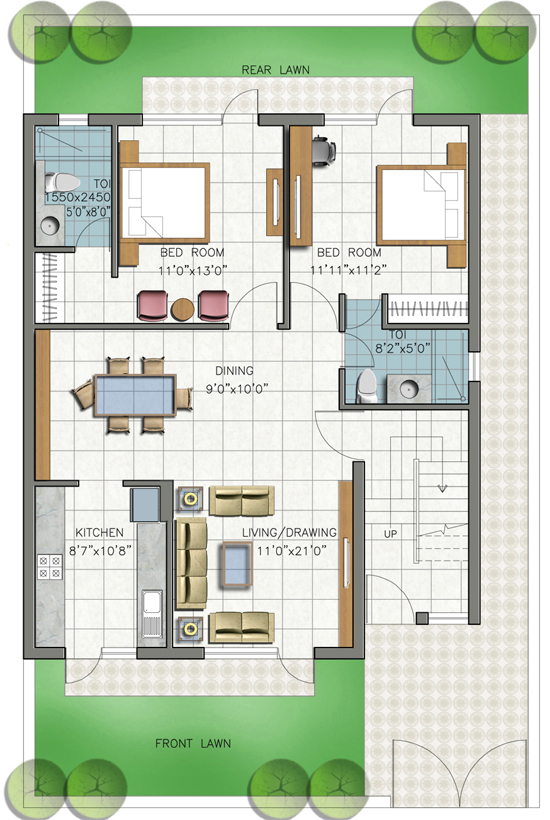 REAR LAWN
TOI
1550x2450
5'0"x8'0"
BED ROOM
11'0"x13'0"
BED ROOM
11'11"x11'2"
TOI
8'2"x5'0"
DINING
9'0"x10'0"
KITCHEN
8'7"x10'8"
LIVING/DRAWING
11'0"x21'0"
UP
FRONT LAWN